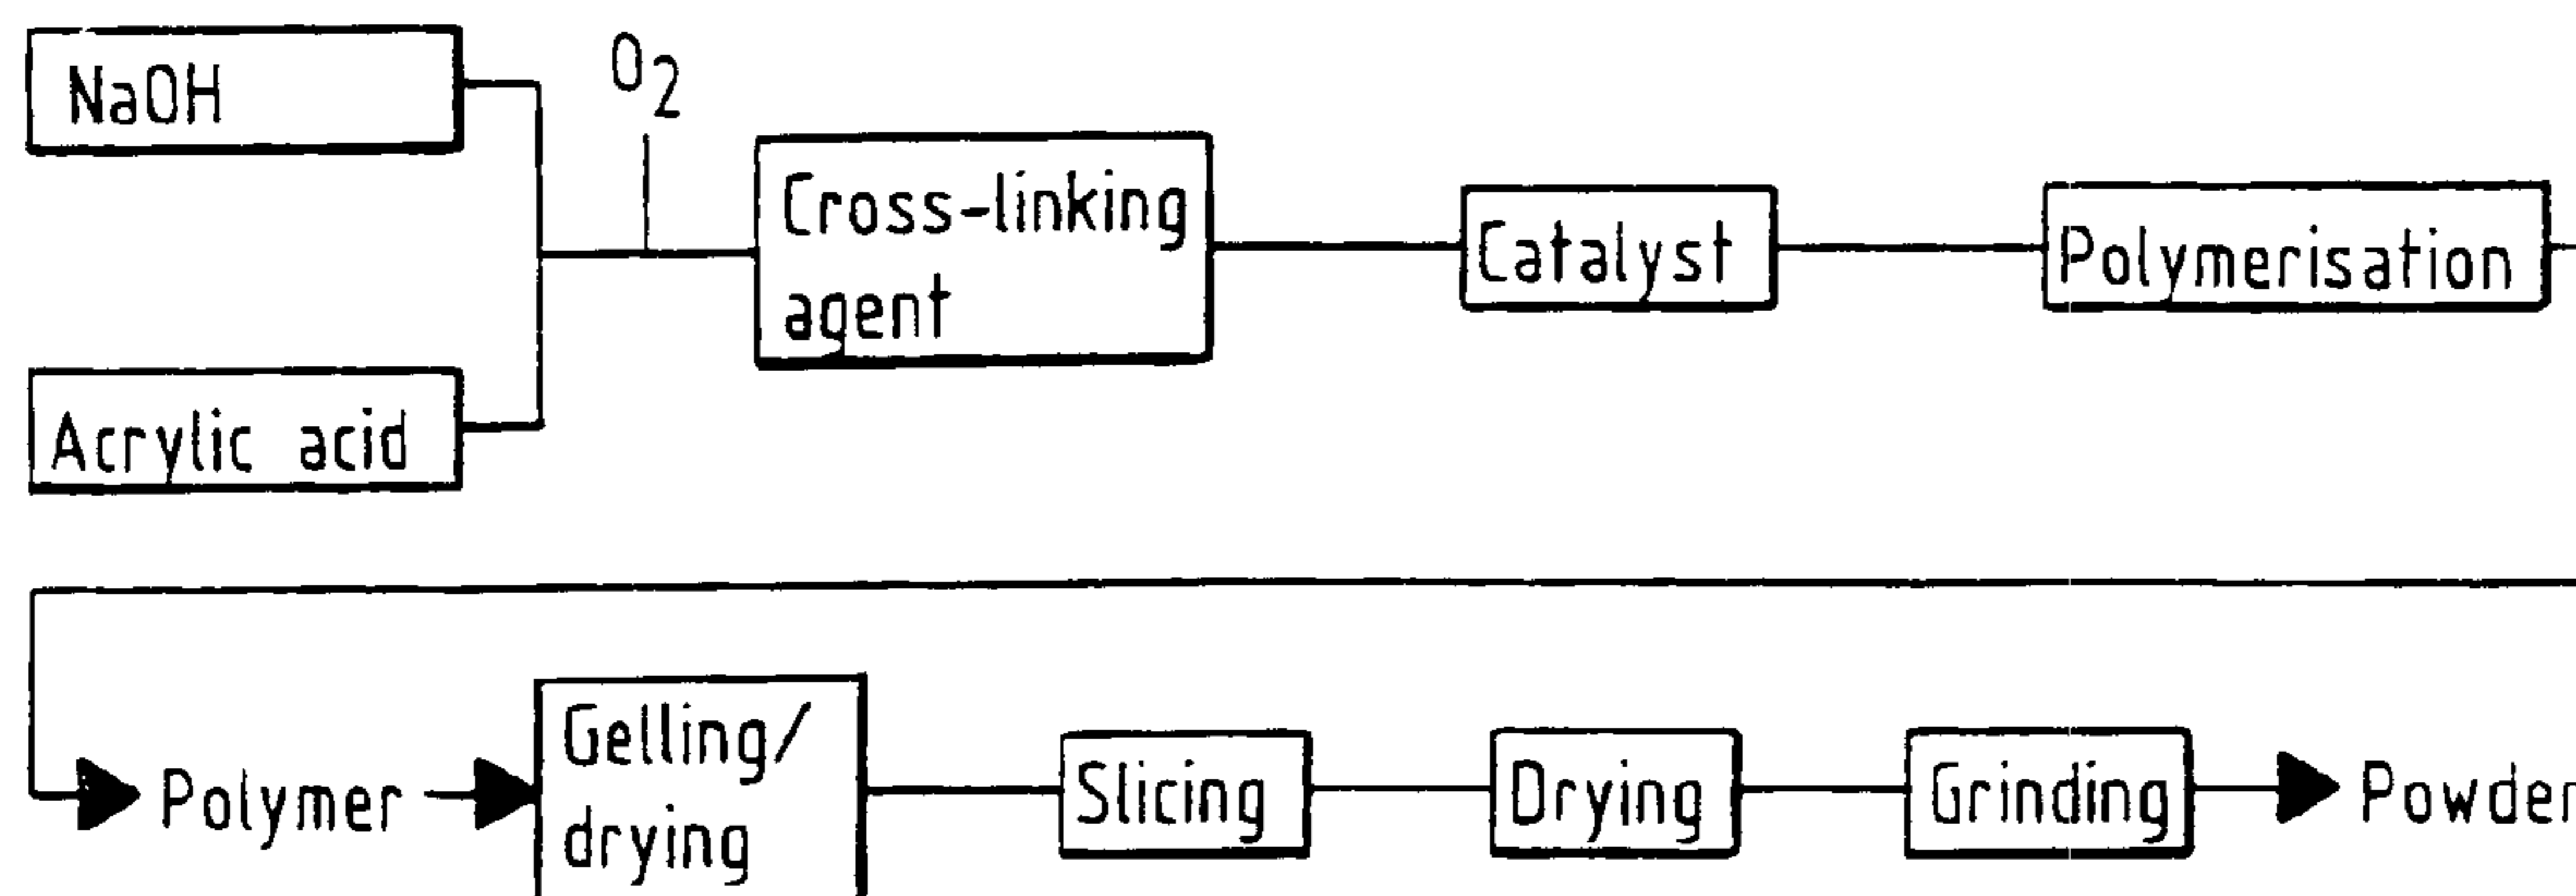 NaOH
O2
Cross-linking
agent
Catalyst
Polymerisation
Acrylic acid
Polymer
Gelling/
drying
Slicing
Drying
Grinding
Powder